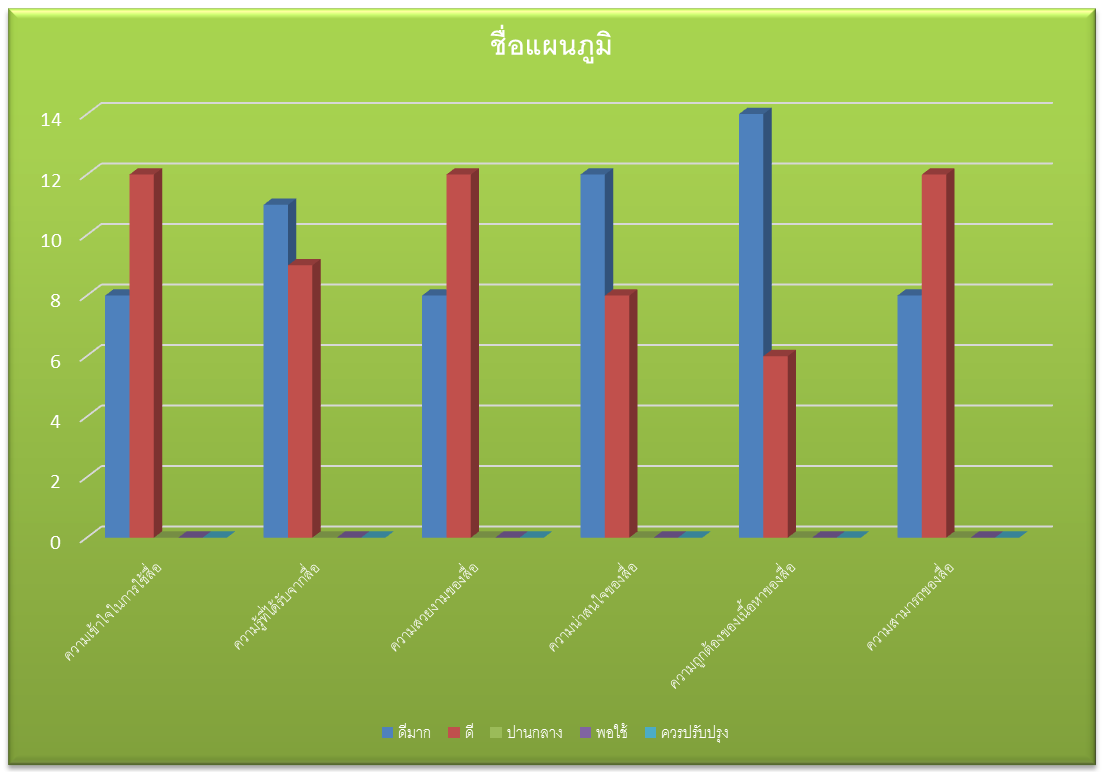 ชื่อแผนภูมิ
14
12
10
8
6
4
2
0
ความเข้าใจในการใช้สื่อ
ความรู้ที่ได้รับจากสื่อ
ความสวยงามของสื่อ
ความน่าสนใจของสื่อ
ความถูกต้องของเนื้อหาของสื่อ
ความสามารถของสื่อ
ดีมาก ดี ปานกลาง พอใช้ ควรปรับปรุง